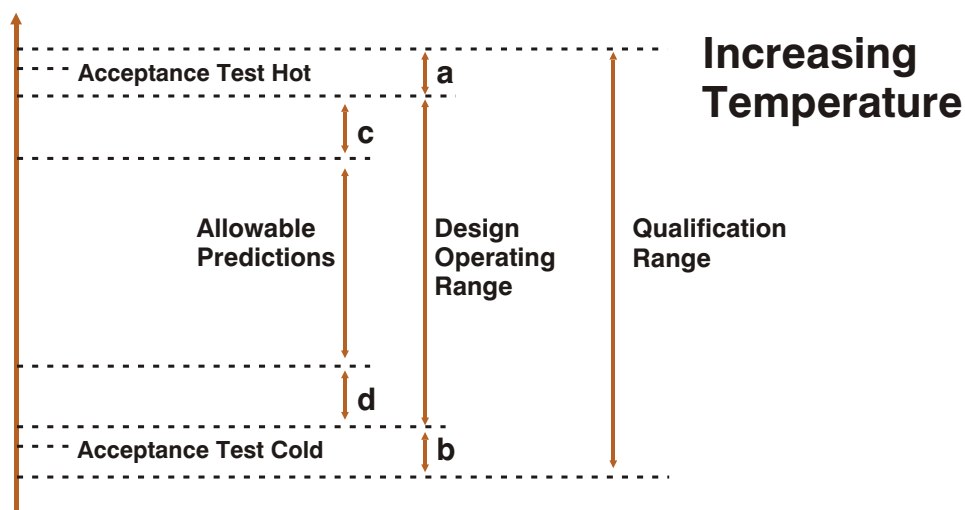 Increasing
Temperature
Acceptance Test Hot
a
c
Allowable
Predictions
Design
Operating
Range
Qualification
Range
d
Acceptance Test Cold
b